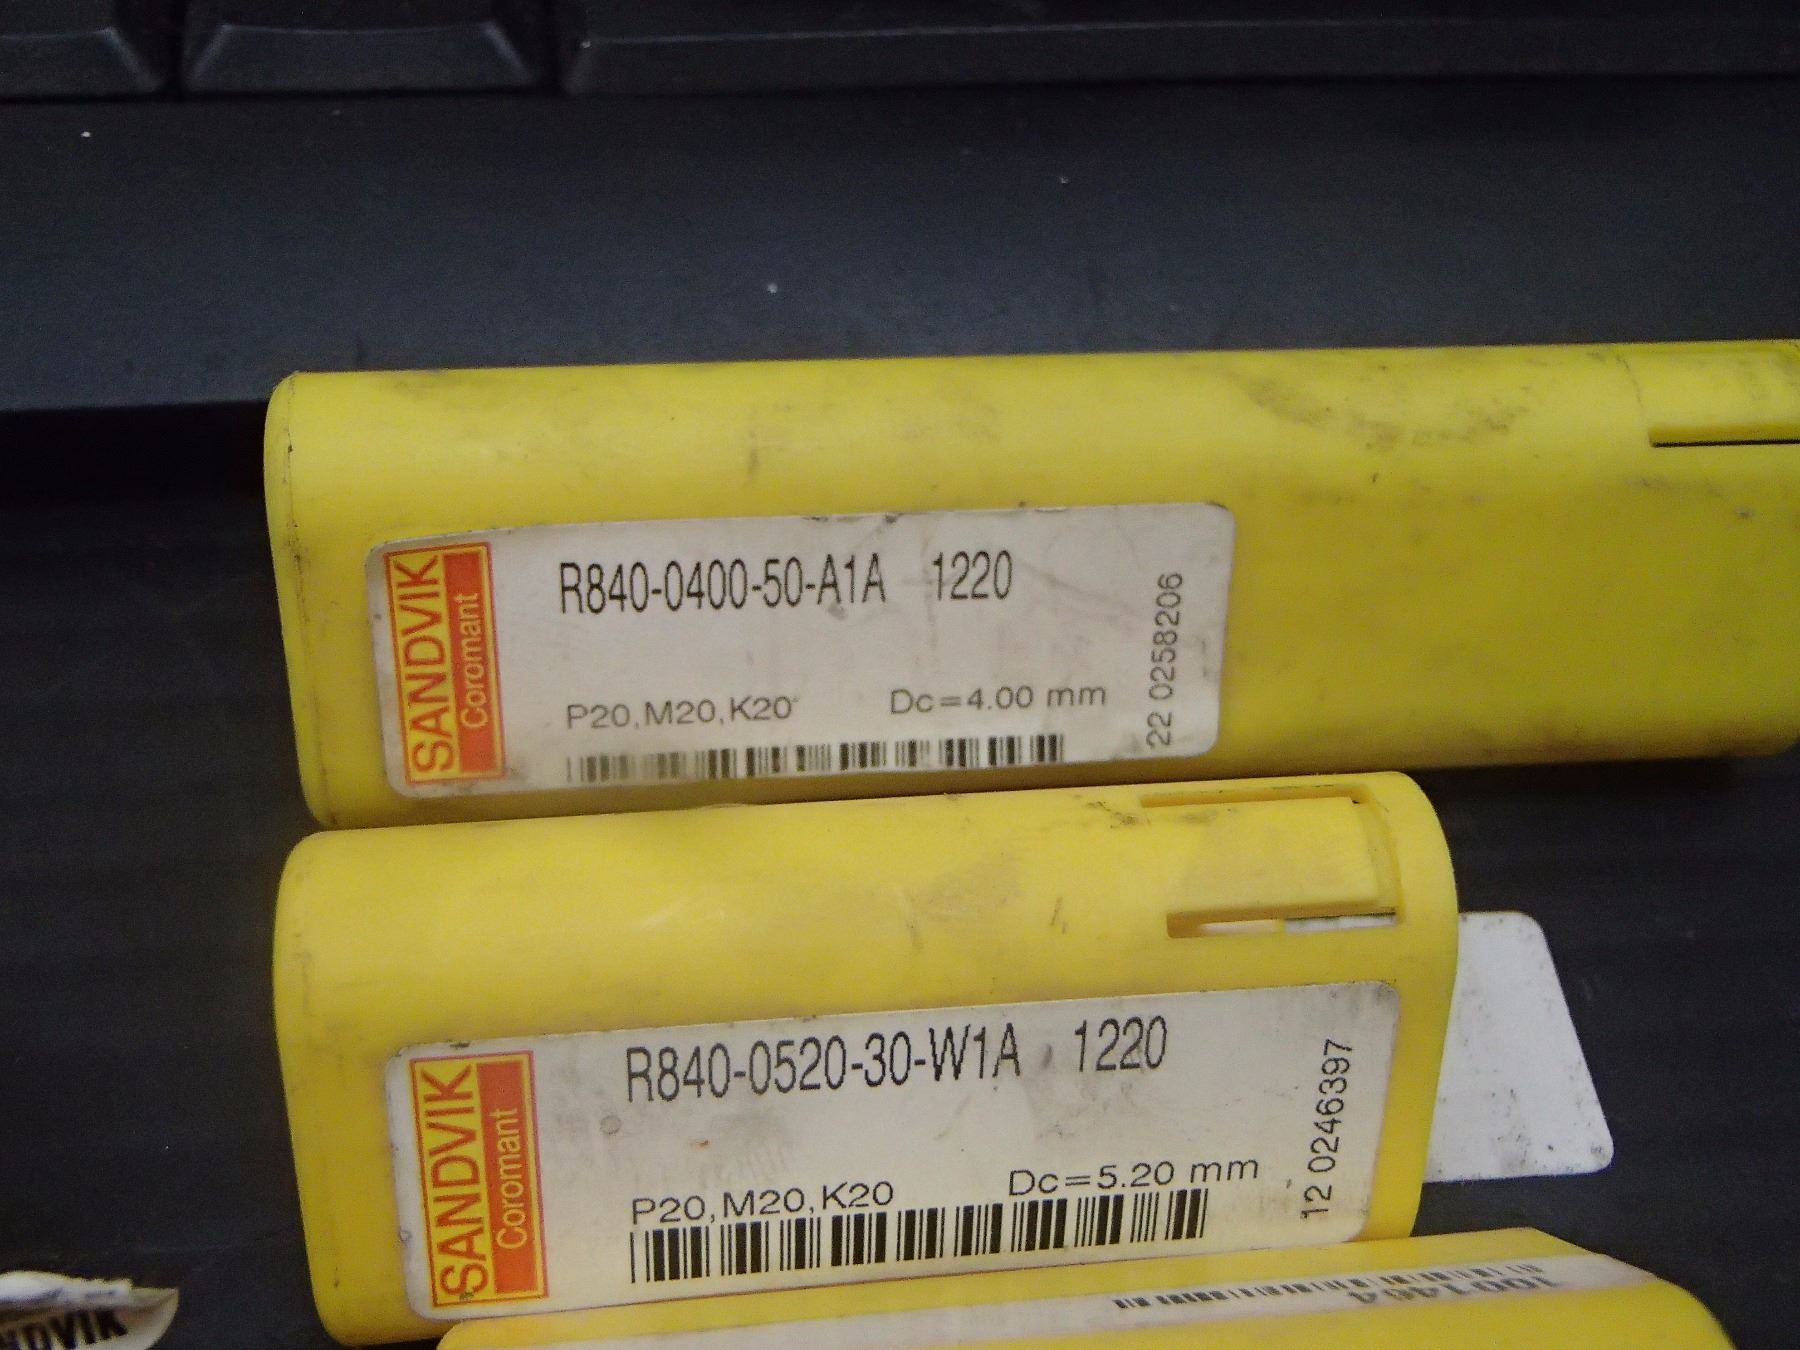 SANDVIK
Coromant
R840-0400-50-A1A 1220
P20,M20,K20 Dc=4.00 mm
22 0258206
SANDVIK
Coromant
R840-0520-30-W1A 1220
P20,M20,K20 Dc=5.20 mm
12 0246397